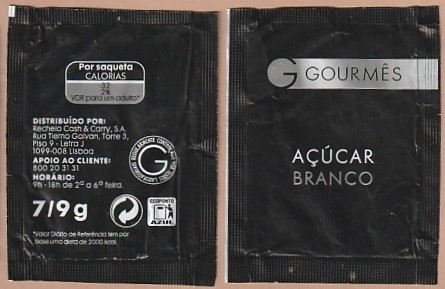 Por saqueta
CALORIAS
32
2%
VDR para um adulto*
DISTRIBUÍDO POR:
Recheio Cash & Carry, S.A.
Rua Tierno Galvan, Torre 3,
Piso 9 - Letra J
1099-008 Lisboa
APOIO AO CLIENTE:
800 20 31 31
HORÁRIO:
9h -18h de 2ª a 6ª feira.
G
7/9 g
ECOPONTO
AZUL
*Valor Diário de Referência tem por
base uma dieta de 2000 kcal.
G GOURMÊS
AÇÚCAR
BRANCO